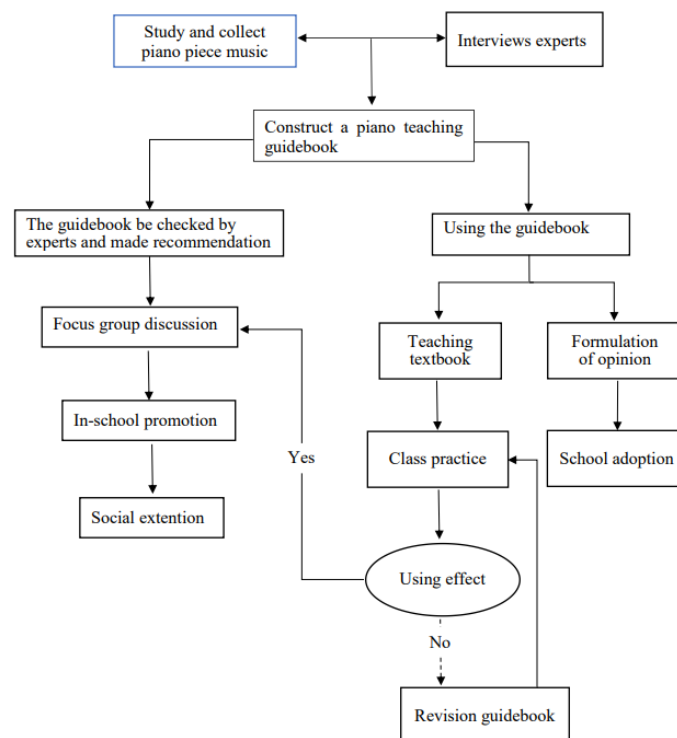 Study and collect
piano piece music
Interviews experts
Construct a piano teaching
guidebook
The guidebook be checked by
experts and made recommendation
Using the guidebook
Focus group discussion
Teaching
textbook
Formulation
of opinion
In-school promotion
Yes
Class practice
School adoption
Social extention
Using effect
No
Revision guidebook